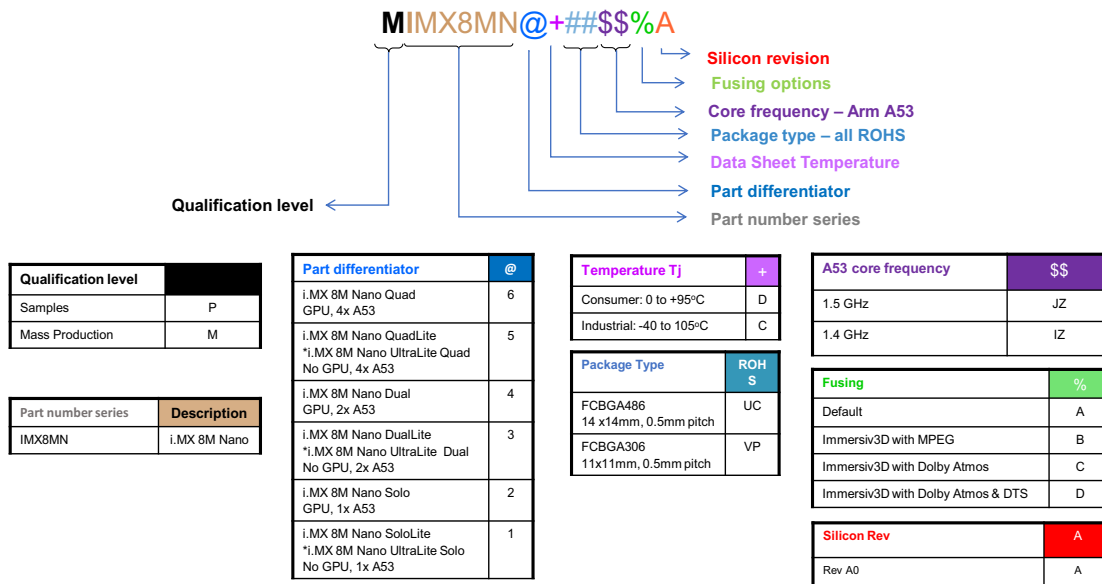 MIMX8MN@+##$$%A
Silicon revision
Fusing options
Core frequency – Arm A53
Package type – all ROHS
Data Sheet Temperature
Part differentiator
Qualification level
Part number series
Qualification level
Samples P
Mass Production M
Part number series Description
IMX8MN i.MX 8M Nano
Part differentiator @
i.MX 8M Nano Quad
GPU, 4x A53
6
i.MX 8M Nano QuadLite
*i.MX 8M Nano UltraLite Quad
No GPU, 4x A53
5
i.MX 8M Nano Dual
GPU, 2x A53
4
i.MX 8M Nano DualLite
*i.MX 8M Nano UltraLite Dual
No GPU, 2x A53
3
i.MX 8M Nano Solo
GPU, 1x A53
2
i.MX 8M Nano SoloLite
*i.MX 8M Nano UltraLite Solo
No GPU, 1x A53
1
Temperature Tj +
Consumer: 0 to +95°C D
Industrial: -40 to 105°C C
Package Type
ROH
S
FCBGA486
14 x14mm, 0.5mm pitch
UC
FCBGA306
11x11mm, 0.5mm pitch
VP
A53 core frequency $$
1.5 GHz JZ
1.4 GHz IZ
Fusing %
Default A
Immersiv3D with MPEG B
Immersiv3D with Dolby Atmos C
Immersiv3D with Dolby Atmos & DTS D
Silicon Rev A
Rev A0 A